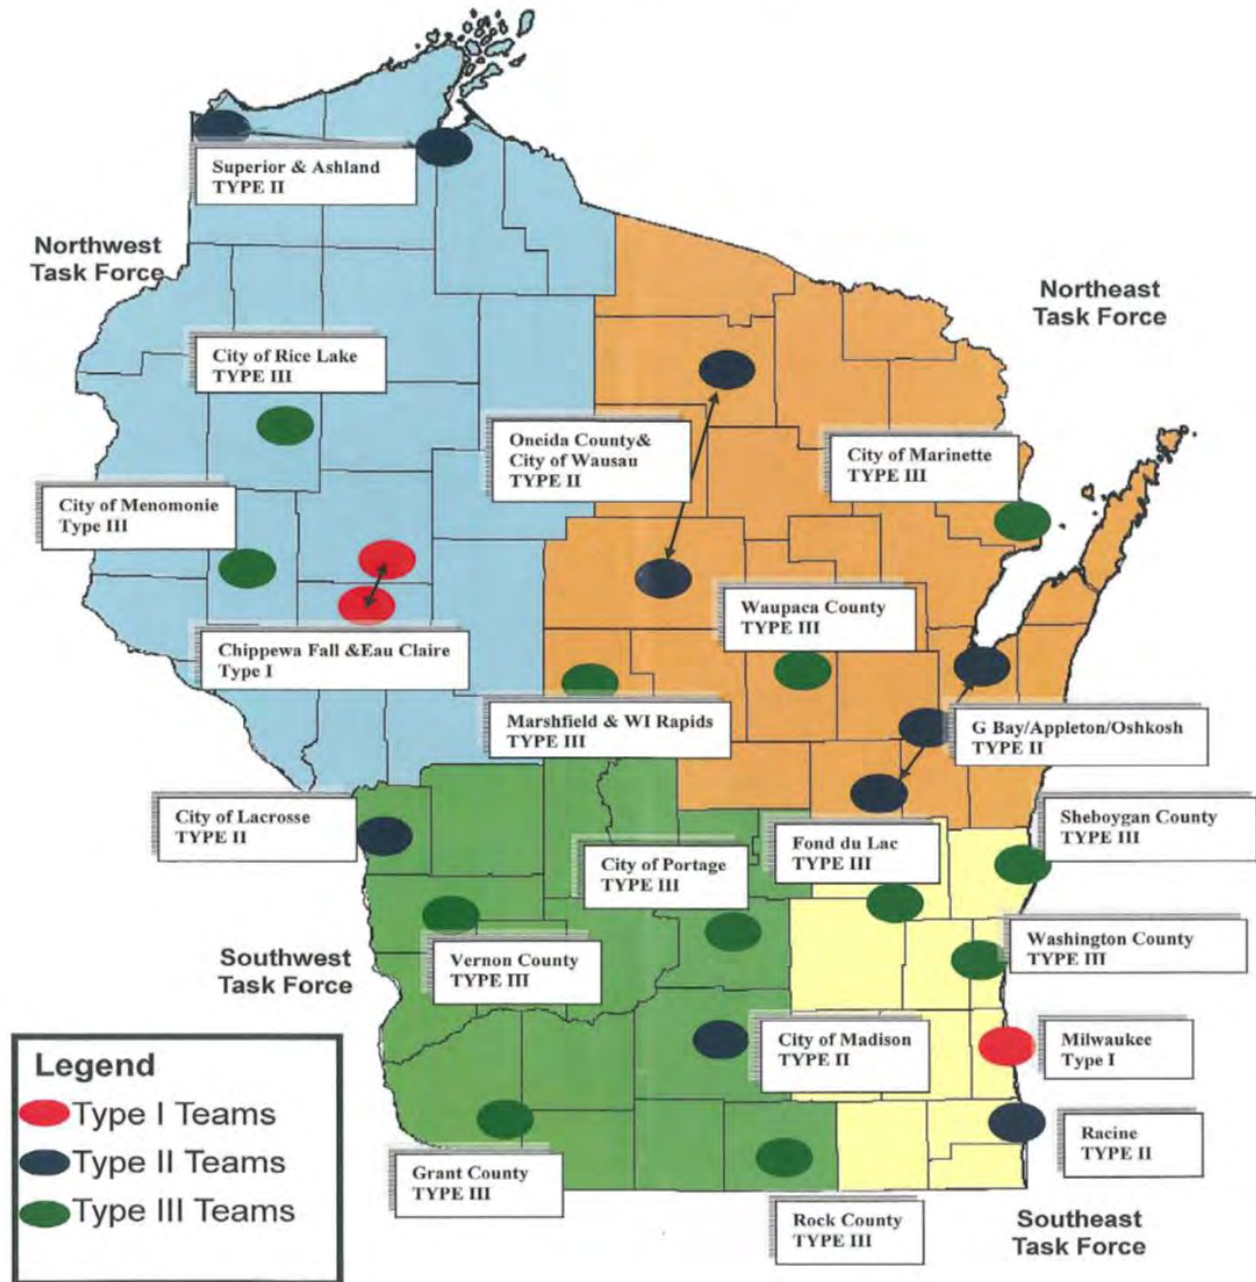 Superior & Ashland
TYPE II
Northwest
Task Force
Northeast
Task Force
City of Rice Lake
TYPE III
Oneida County&
City of Wausau
TYPE II
City of Marinette
TYPE III
City of Menomonie
Type III
Waupaca County
TYPE III
Chippewa Fall &Eau Claire
Type I
Marshfield & WI Rapids
TYPE III
G Bay/Appleton/Oshkosh
TYPE II
City of Lacrosse
TYPE II
Sheboygan County
TYPE III
Fond du Lac
TYPE III
City of Portage
TYPE III
Washington County
TYPE III
Southwest
Task Force
Vernon County
TYPE III
City of Madison
TYPE II
Milwaukee
Type I
Legend
Type I Teams
Type II Teams
Type III Teams
Racine
TYPE II
Grant County
TYPE III
Rock County
TYPE III
Southeast
Task Force